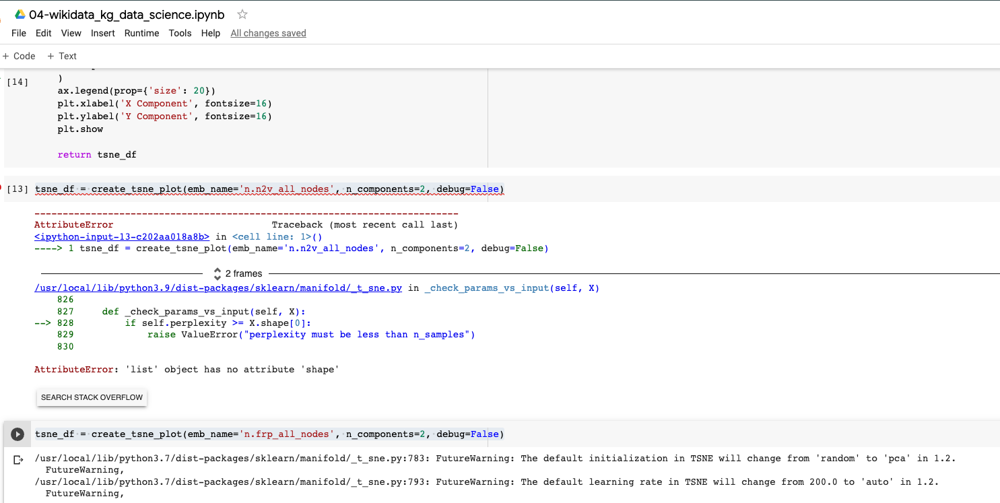 04-wikidata_kg_data_science.ipynb
File Edit View Insert Runtime Tools Help All changes saved
+ Code + Text
[14] )
ax.legend(prop={'size': 20})
plt.xlabel('X Component', fontsize=16)
plt.ylabel('Y Component', fontsize=16)
plt.show
return tsne_df
[13] tsne_df = create_tsne_plot(emb_name='n.n2v_all_nodes', n_components=2, debug=False)
---------------------------------------------------------------------------
AttributeError Traceback (most recent call last)
<ipython-input-13-c202aa018a8b> in <cell line: 1>()
----> 1 tsne_df = create_tsne_plot(emb_name='n.n2v_all_nodes', n_components=2, debug=False)
2 frames
/usr/local/lib/python3.9/dist-packages/sklearn/manifold/_t_sne.py in _check_params_vs_input(self, X)
826
827 def _check_params_vs_input(self, X):
--> 828 if self.perplexity >= X.shape[0]:
829 raise ValueError("perplexity must be less than n_samples")
830
AttributeError: 'list' object has no attribute 'shape'
SEARCH STACK OVERFLOW
tsne_df = create_tsne_plot(emb_name='n.frp_all_nodes', n_components=2, debug=False)
/usr/local/lib/python3.7/dist-packages/sklearn/manifold/_t_sne.py:783: FutureWarning: The default initialization in TSNE will change from 'random' to 'pca' in 1.2.
FutureWarning,
/usr/local/lib/python3.7/dist-packages/sklearn/manifold/_t_sne.py:793: FutureWarning: The default learning rate in TSNE will change from 200.0 to 'auto' in 1.2.
FutureWarning,